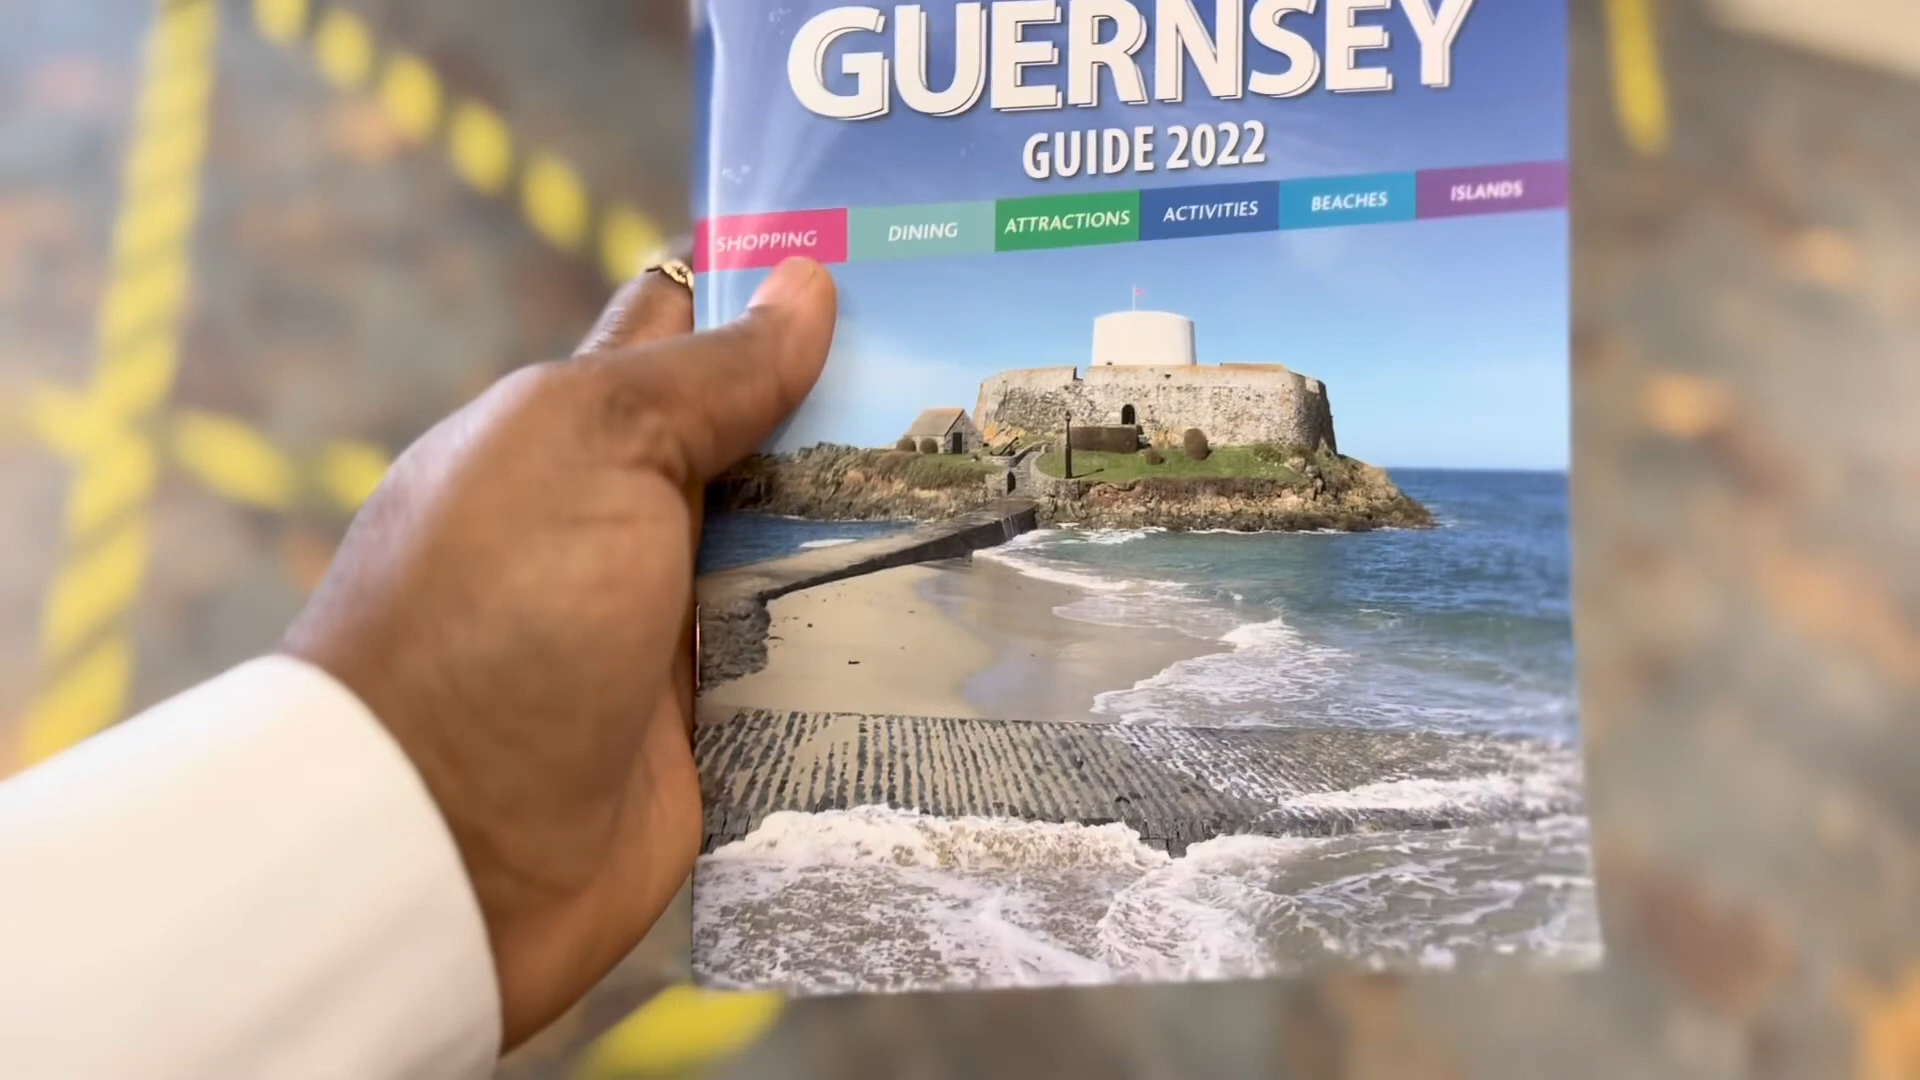 GUERNSEY
GUIDE 2022
SHOPPING DINING ATTRACTIONS ACTIVITIES BEACHES ISLANDS